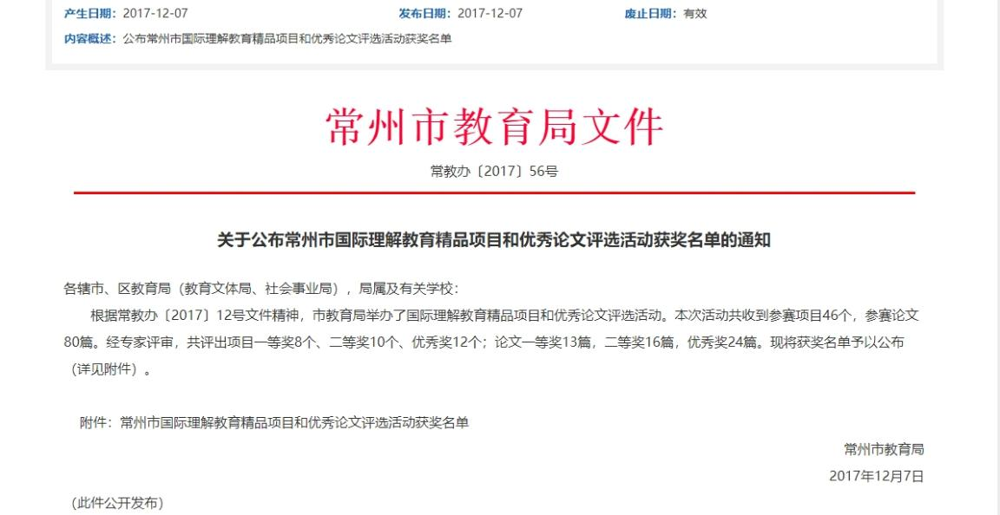 产生日期：2017-12-07 发布日期：2017-12-07 废止日期：有效
内容概述：公布常州市国际理解教育精品项目和优秀论文评选活动获奖名单
常州市教育局文件
常教办〔2017〕56号
关于公布常州市国际理解教育精品项目和优秀论文评选活动获奖名单的通知
各辖市、区教育局（教育文体局、社会事业局），局属及有关学校：
根据常教办〔2017〕12号文件精神，市教育局举办了国际理解教育精品项目和优秀论文评选活动。本次活动共收到参赛项目46个，参赛论文
80篇。经专家评审，共评出项目一等奖8个、二等奖10个、优秀奖12个；论文一等奖13篇，二等奖16篇，优秀奖24篇。现将获奖名单予以公布
（详见附件）。
附件：常州市国际理解教育精品项目和优秀论文评选活动获奖名单
常州市教育局
2017年12月7日
（此件公开发布）